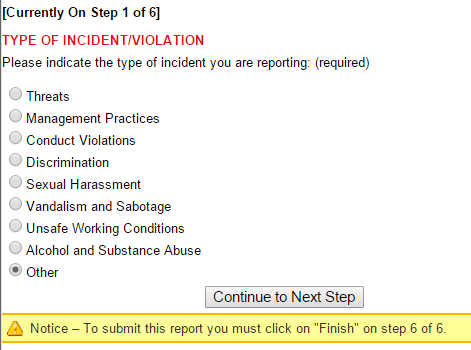 [Currently On Step 1 of 6]
TYPE OF INCIDENT/VIOLATION
Please indicate the type of incident you are reporting: (required)
Threats
Management Practices
Conduct Violations
Discrimination
Sexual Harassment
Vandalism and Sabotage
Unsafe Working Conditions
Alcohol and Substance Abuse
Other
Continue to Next Step
Notice – To submit this report you must click on "Finish" on step 6 of 6.